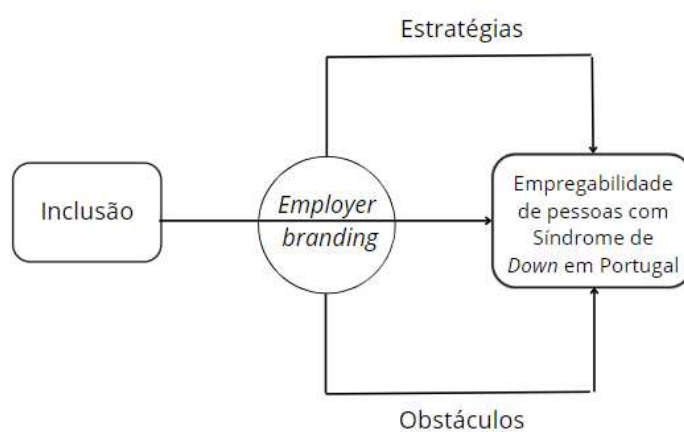 Estratégias
Inclusão
Employer
branding
Empregabilidade
de pessoas com
Síndrome de
Down em Portugal
Obstáculos